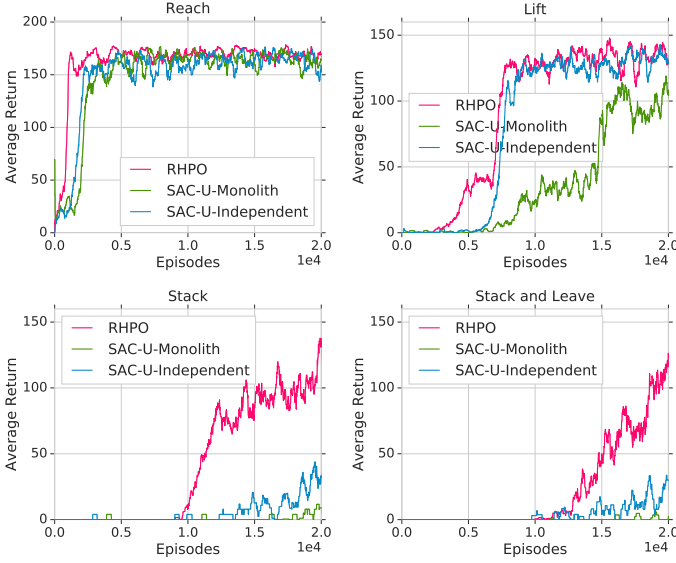 Reach
200
150
100
50
0
Average Return
RHPO
SAC-U-Monolith
SAC-U-Independent
0.0 0.5 1.0 1.5 2.0
Episodes 1e4
Lift
150
100
50
0
Average Return
RHPO
SAC-U-Monolith
SAC-U-Independent
0.0 0.5 1.0 1.5 2.0
Episodes 1e4
Stack
150
100
50
0
Average Return
RHPO
SAC-U-Monolith
SAC-U-Independent
0.0 0.5 1.0 1.5 2.0
Episodes 1e4
Stack and Leave
150
100
50
0
Average Return
RHPO
SAC-U-Monolith
SAC-U-Independent
0.0 0.5 1.0 1.5 2.0
Episodes 1e4